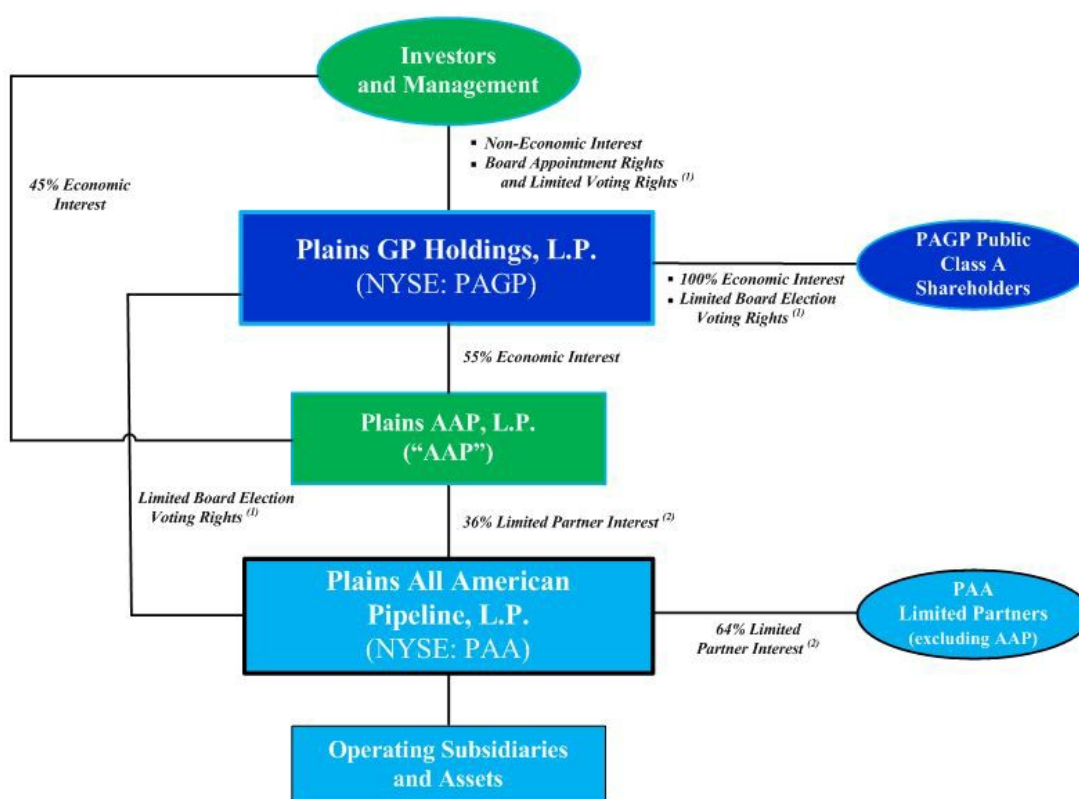 Investors
and Management
▪ Non-Economic Interest
▪ Board Appointment Rights
and Limited Voting Rights (1)
45% Economic
Interest
Plains GP Holdings, L.P.
(NYSE: PAGP)
PAGP Public
Class A
Shareholders
▪ 100% Economic Interest
▪ Limited Board Election
Voting Rights (1)
55% Economic Interest
Plains AAP, L.P.
(“AAP”)
Limited Board Election
Voting Rights (1)
36% Limited Partner Interest (2)
Plains All American
Pipeline, L.P.
(NYSE: PAA)
64% Limited
Partner Interest (2)
PAA
Limited Partners
(excluding AAP)
Operating Subsidiaries
and Assets